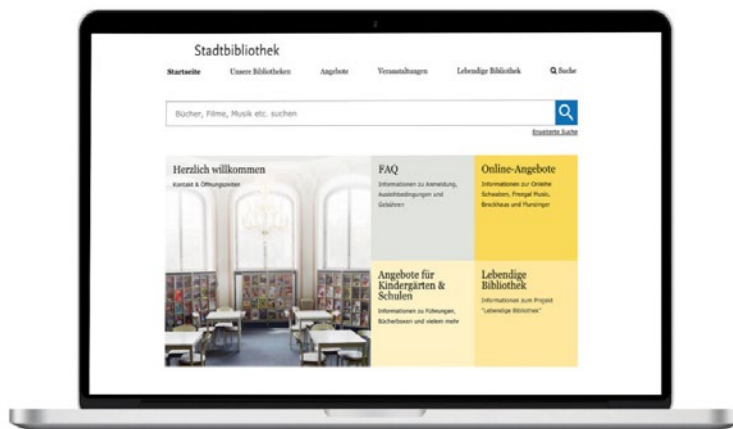 Stadtbibliothek
Startseite Unsere Bibliotheken Angebote Veranstaltungen Lebendige Bibliothek Suche
Bücher, Filme, Musik etc. suchen
Erweiterte Suche
Herzlich willkommen
Kontakt & Öffnungszeiten
FAQ
Informationen zu Anmeldung,
Ausleihbedingungen und
Gebühren
Online-Angebote
Informationen zur Onleihe
Schwaben, Freegal Music,
Brockhaus und Munzinger
Angebote für
Kindergärten &
Schulen
Informationen zu Führungen,
Bücherboxen und vielem mehr
Lebendige
Bibliothek
Informationen zum Projekt
"Lebendige Bibliothek"